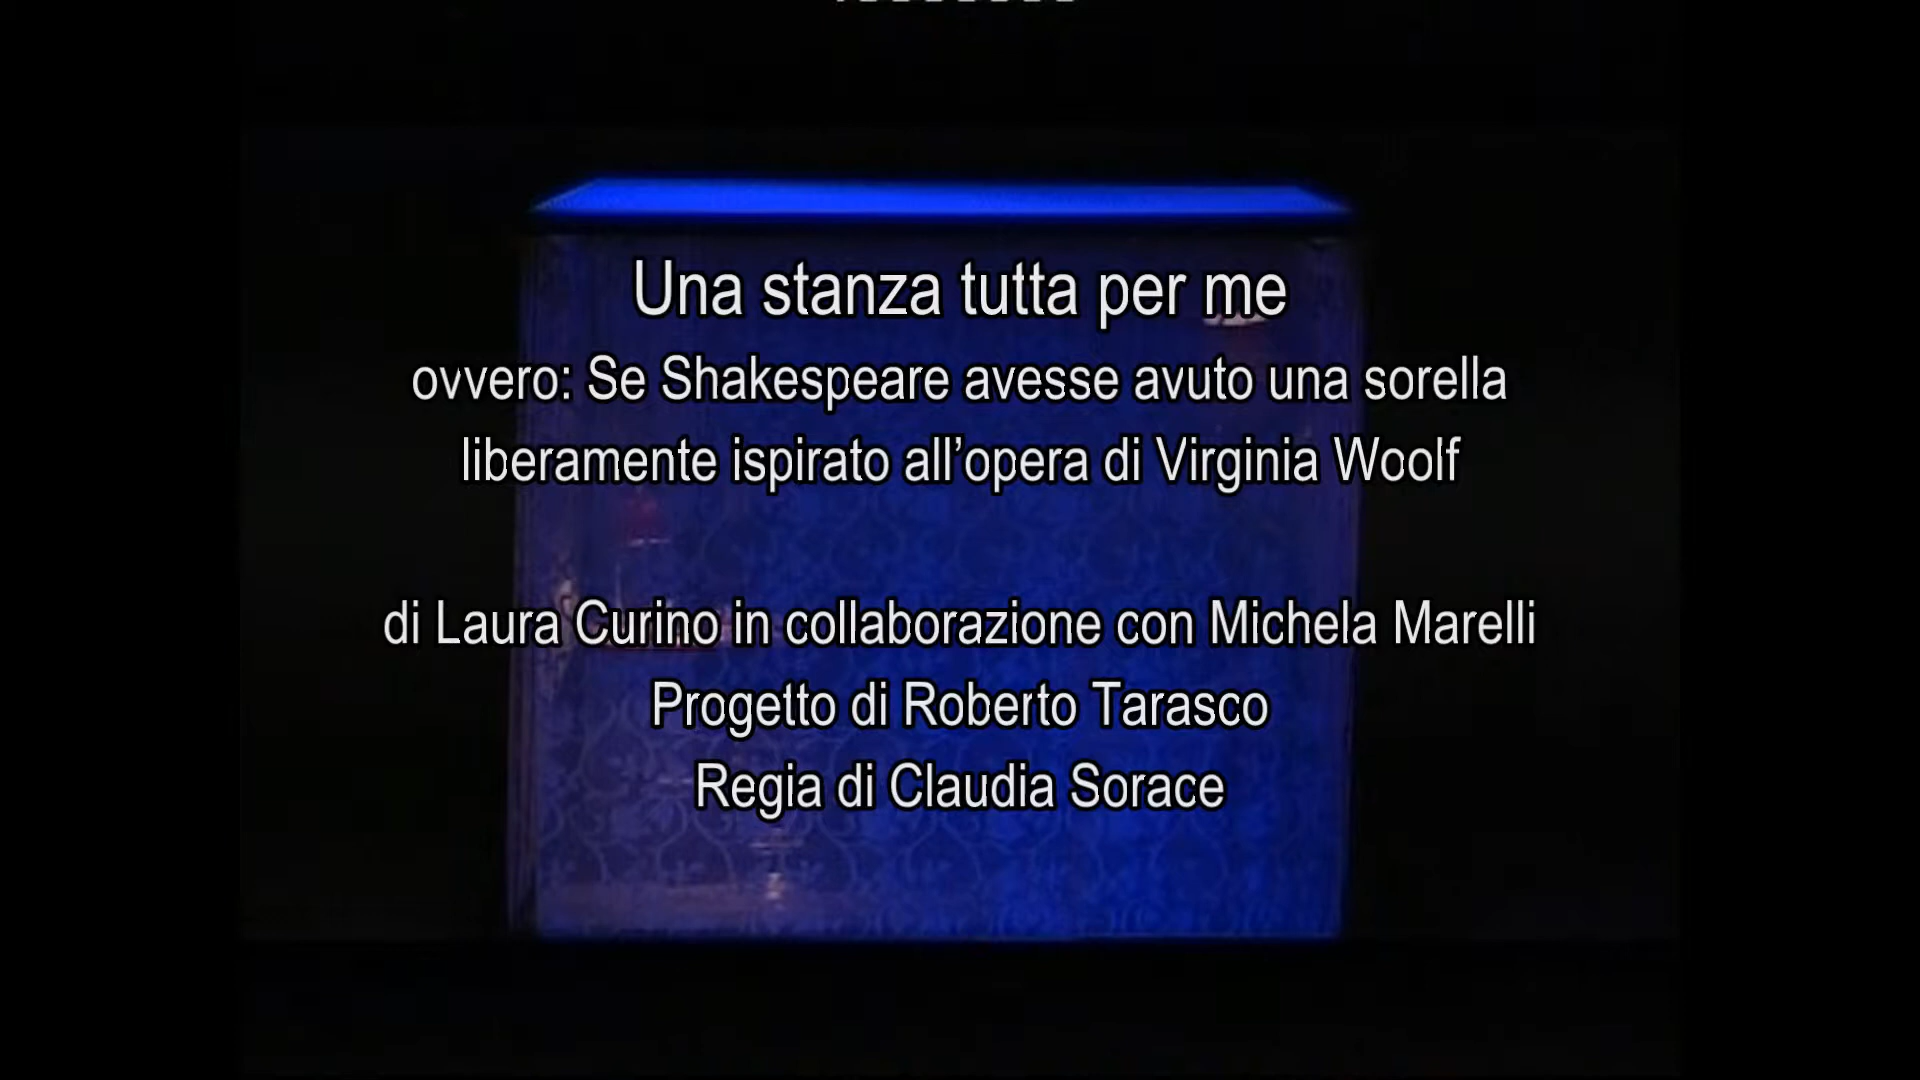 Una stanza tutta per me
ovvero: Se Shakespeare avesse avuto una sorella
liberamente ispirato all’opera di Virginia Woolf
di Laura Curino in collaborazione con Michela Marelli
Progetto di Roberto Tarasco
Regia di Claudia Sorace